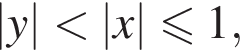 |y| < |x| ⩽ 1,